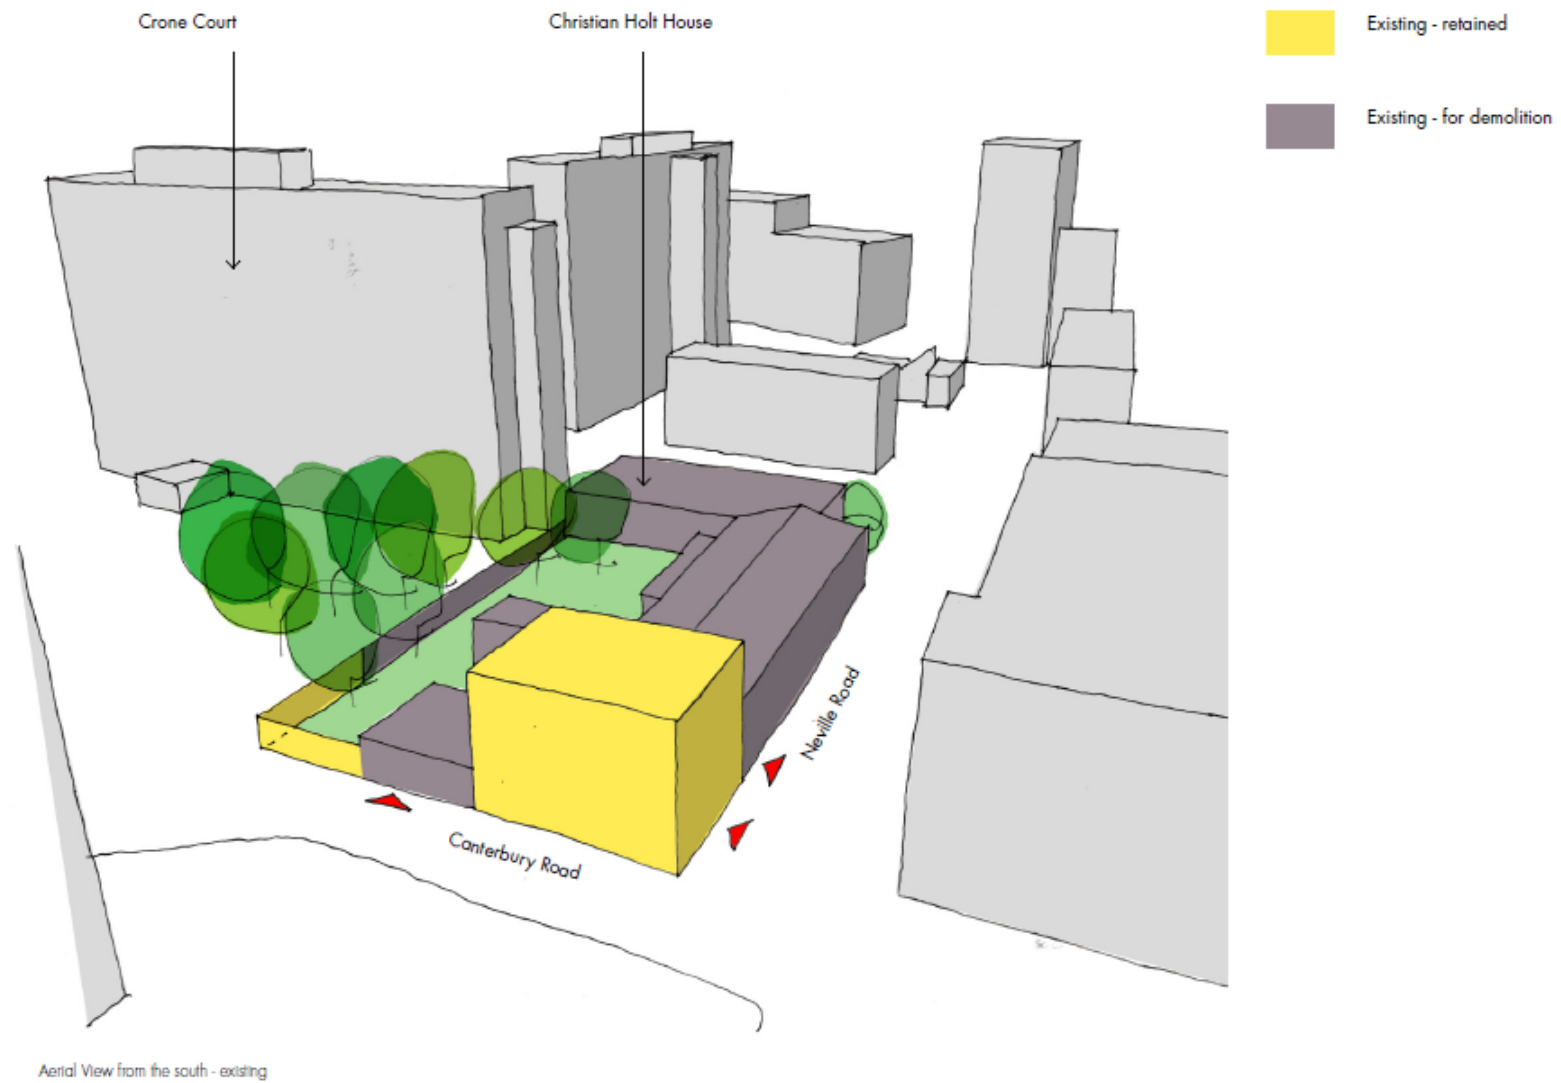 Crone Court
Christian Holt House
Existing - retained
Existing - for demolition
Neville Road
Canterbury Road
Aerial View from the south - existing